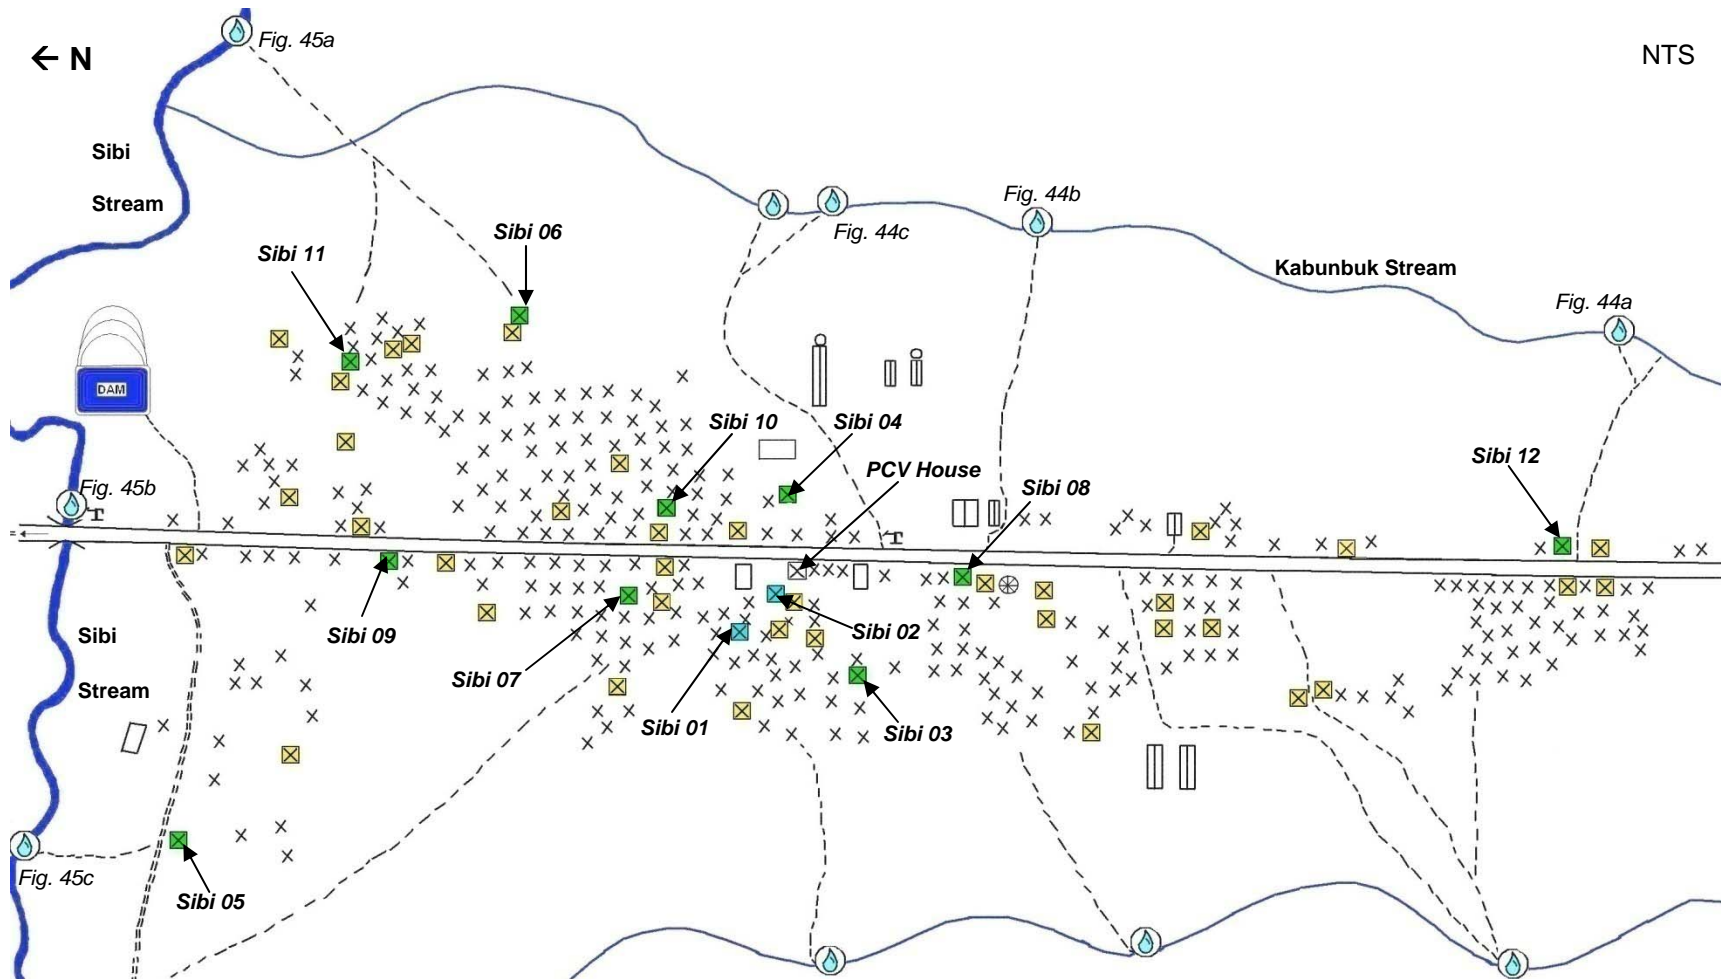 Fig. 45a
← N
NTS
Sibi
Stream
Fig. 44b
Fig. 44c
Sibi 06
Sibi 11
Kabunbuk Stream
Fig. 44a
DAM
Sibi 10
Sibi 04
PCV House
Sibi 12
Fig. 45b
Sibi 08
Sibi 09
Sibi 02
Sibi
Stream
Sibi 07
Sibi 01
Sibi 03
Fig. 45c
Sibi 05